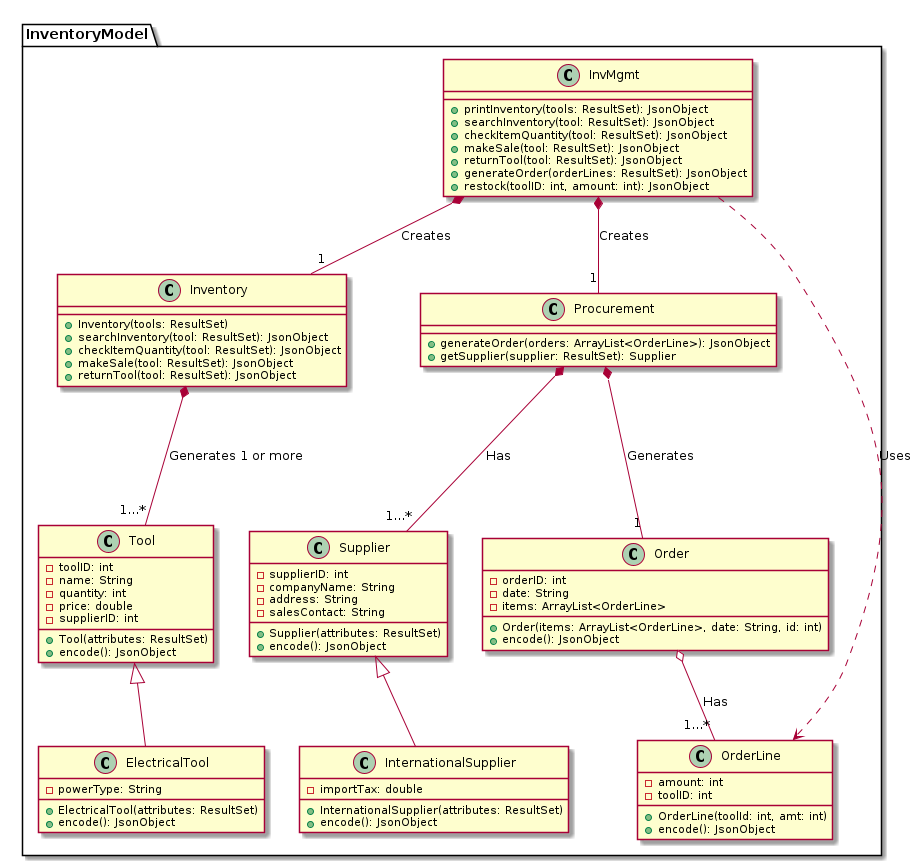 InventoryModel
C InvMgmt
printInventory(tools: ResultSet): JsonObject
searchInventory(tool: ResultSet): JsonObject
checkItemQuantity(tool: ResultSet): JsonObject
makeSale(tool: ResultSet): JsonObject
returnTool(tool: ResultSet): JsonObject
generateOrder(orderLines: ResultSet): JsonObject
restock(toolID: int, amount: int): JsonObject
Creates
1
Creates
1
C Inventory
Inventory(tools: ResultSet)
searchInventory(tool: ResultSet): JsonObject
checkItemQuantity(tool: ResultSet): JsonObject
makeSale(tool: ResultSet): JsonObject
returnTool(tool: ResultSet): JsonObject
C Procurement
generateOrder(orders: ArrayList<OrderLine>): JsonObject
getSupplier(supplier: ResultSet): Supplier
Generates 1 or more
1...*
Has
1...*
Generates
1
Uses
C Tool
toolID: int
name: String
quantity: int
price: double
supplierID: int
Tool(attributes: ResultSet)
encode(): JsonObject
C Supplier
supplierID: int
companyName: String
address: String
salesContact: String
Supplier(attributes: ResultSet)
encode(): JsonObject
C Order
orderID: int
date: String
items: ArrayList<OrderLine>
Order(items: ArrayList<OrderLine>, date: String, id: int)
encode(): JsonObject
Has
1...*
C ElectricalTool
powerType: String
ElectricalTool(attributes: ResultSet)
encode(): JsonObject
C InternationalSupplier
importTax: double
InternationalSupplier(attributes: ResultSet)
encode(): JsonObject
C OrderLine
amount: int
toolID: int
OrderLine(toolId: int, amt: int)
encode(): JsonObject